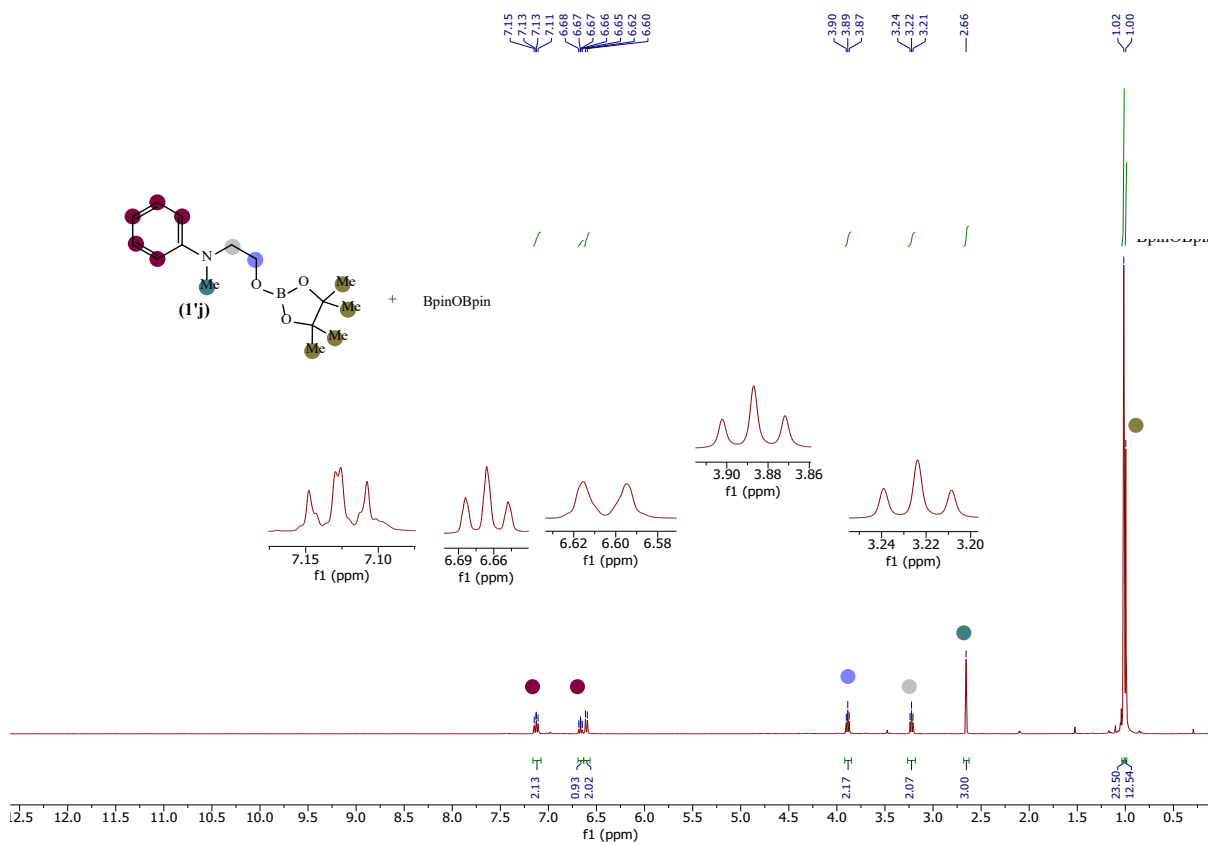 7.15
7.13
7.13
7.11
6.68
6.67
6.67
6.66
6.65
6.62
6.60
3.90
3.89
3.87
3.24
3.22
3.21
2.66
1.02
1.00
BpinOBpin
N
Me
(1'j)
O
B
O
O
Me
Me
Me
Me
+
BpinOBpin
7.15 7.10
f1 (ppm)
6.69 6.66
f1 (ppm)
6.62 6.60 6.58
f1 (ppm)
3.90 3.88 3.86
f1 (ppm)
3.24 3.22 3.20
f1 (ppm)
2.13
0.93
2.02
2.17
2.07
3.00
23.50
12.54
12.5 12.0 11.5 11.0 10.5 10.0 9.5 9.0 8.5 8.0 7.5 7.0 6.5 6.0 5.5 5.0 4.5 4.0 3.5 3.0 2.5 2.0 1.5 1.0 0.5
f1 (ppm)